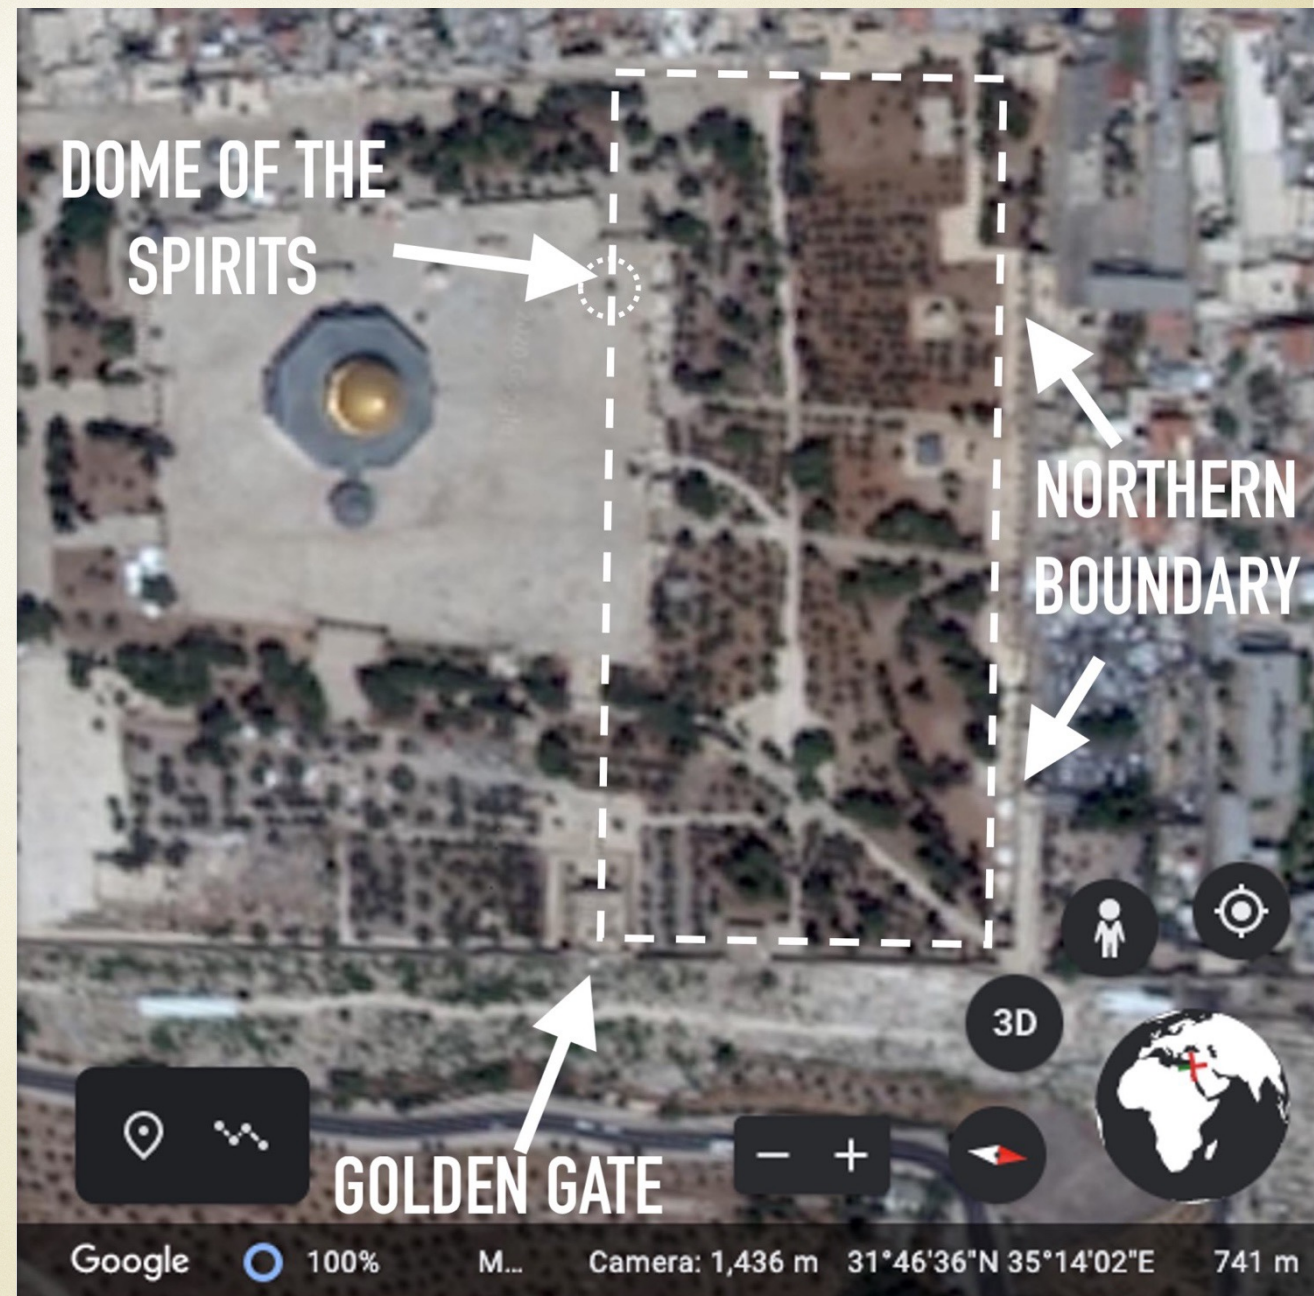 DOME OF THE
SPIRITS
NORTHERN
BOUNDARY
3D
GOLDEN GATE
Google
100%
M...
Camera: 1,436 m
31°46'36"N 35°14'02"E
741 m